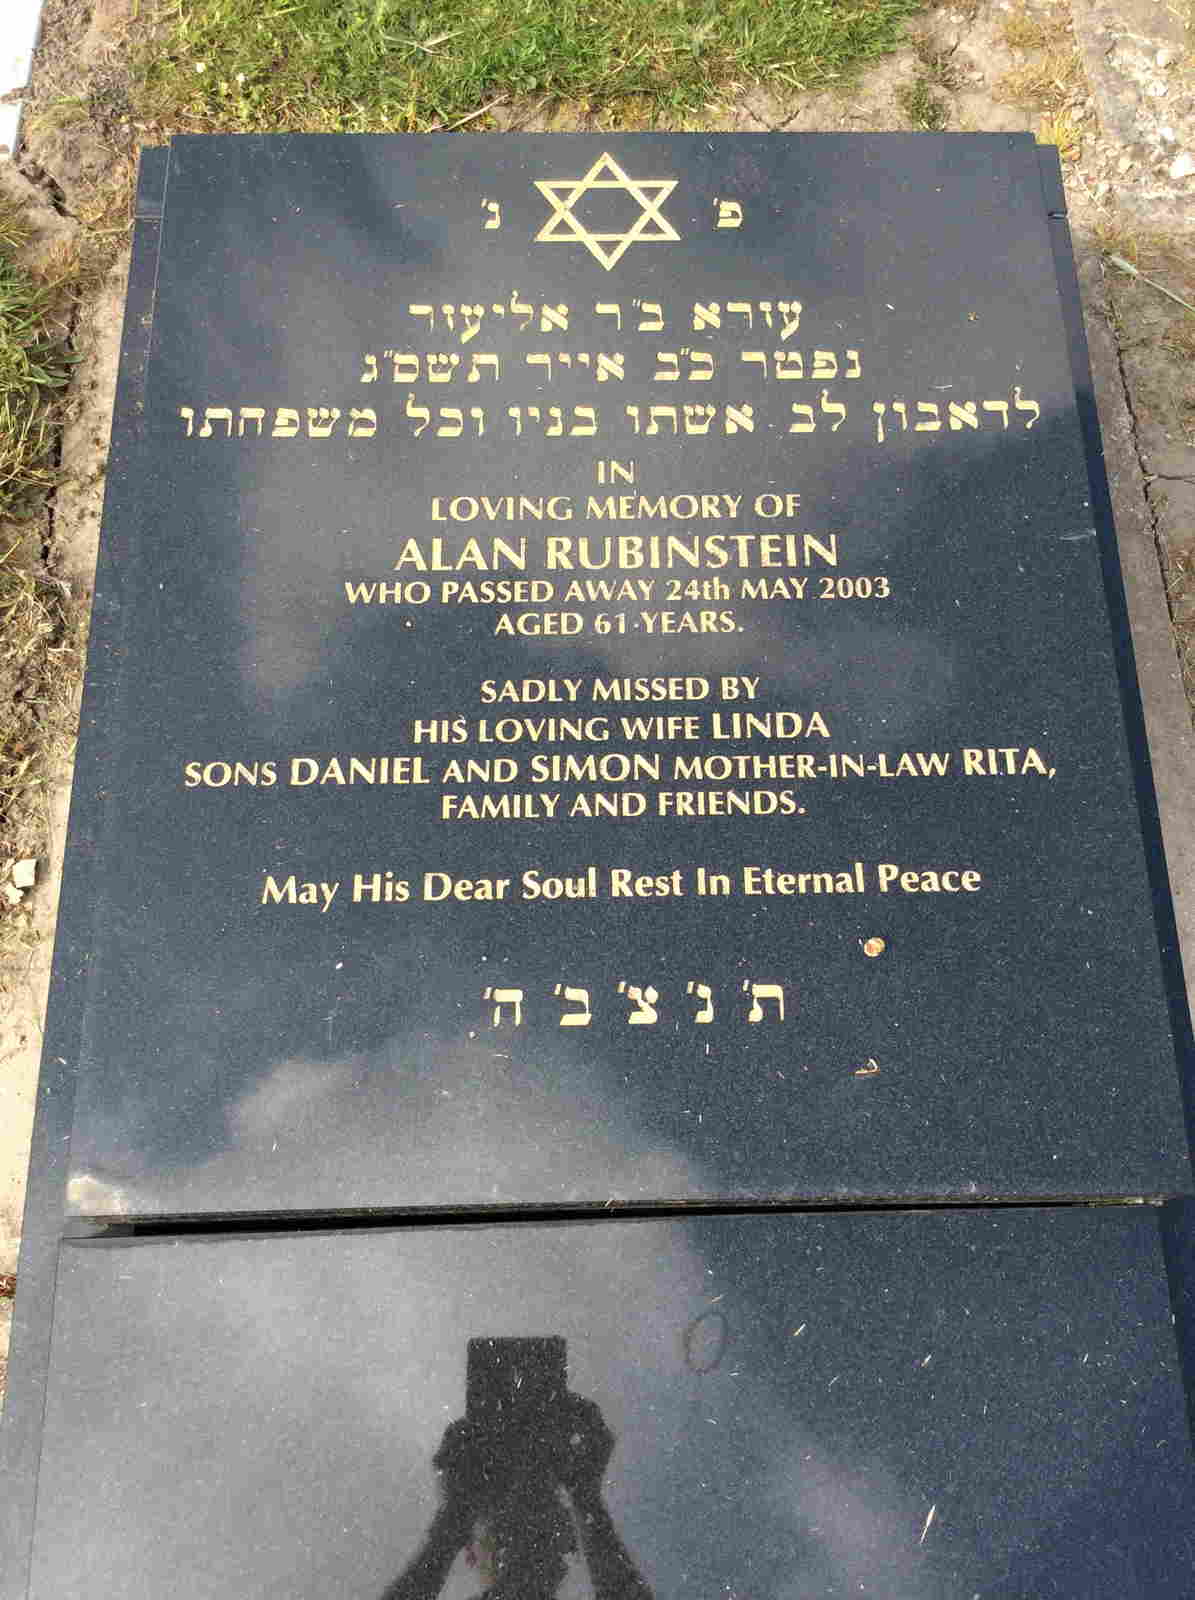 פ' נ'
עזרא ב"ר אליעזר
נפטר כ"ב אייר תשס"ג
לדאבון לב אשתו בניו וכל משפחתו
IN
LOVING MEMORY OF
ALAN RUBINSTEIN
WHO PASSED AWAY 24th MAY 2003
AGED 61 YEARS.
SADLY MISSED BY
HIS LOVING WIFE LINDA
SONS DANIEL AND SIMON MOTHER-IN-LAW RITA,
FAMILY AND FRIENDS.
May His Dear Soul Rest In Eternal Peace
ת' נ' צ' ב' ה'